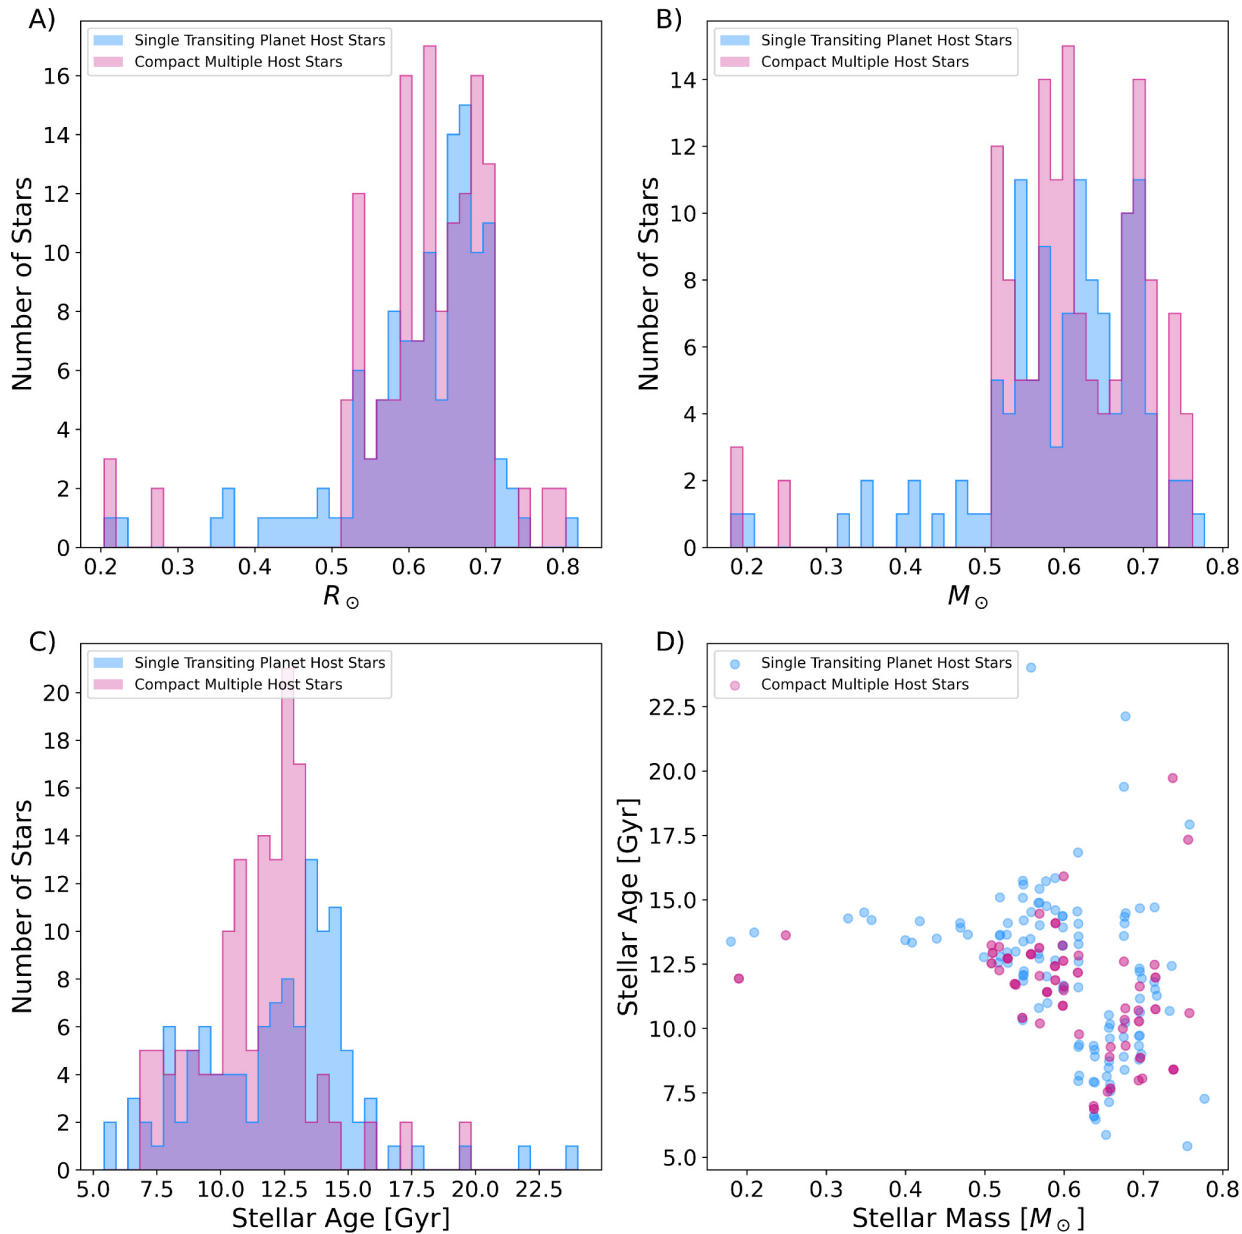 A)
Single Transiting Planet Host Stars
Compact Multiple Host Stars
Number of Stars
16
14
12
10
8
6
4
2
0
0.2 0.3 0.4 0.5 0.6 0.7 0.8
R⊙
B)
Single Transiting Planet Host Stars
Compact Multiple Host Stars
Number of Stars
14
12
10
8
6
4
2
0
0.2 0.3 0.4 0.5 0.6 0.7 0.8
M⊙
C)
Single Transiting Planet Host Stars
Compact Multiple Host Stars
Number of Stars
20
18
16
14
12
10
8
6
4
2
0
5.0 7.5 10.0 12.5 15.0 17.5 20.0 22.5
Stellar Age [Gyr]
D)
Single Transiting Planet Host Stars
Compact Multiple Host Stars
Stellar Age [Gyr]
22.5
20.0
17.5
15.0
12.5
10.0
7.5
5.0
0.2 0.3 0.4 0.5 0.6 0.7 0.8
Stellar Mass [M⊙]